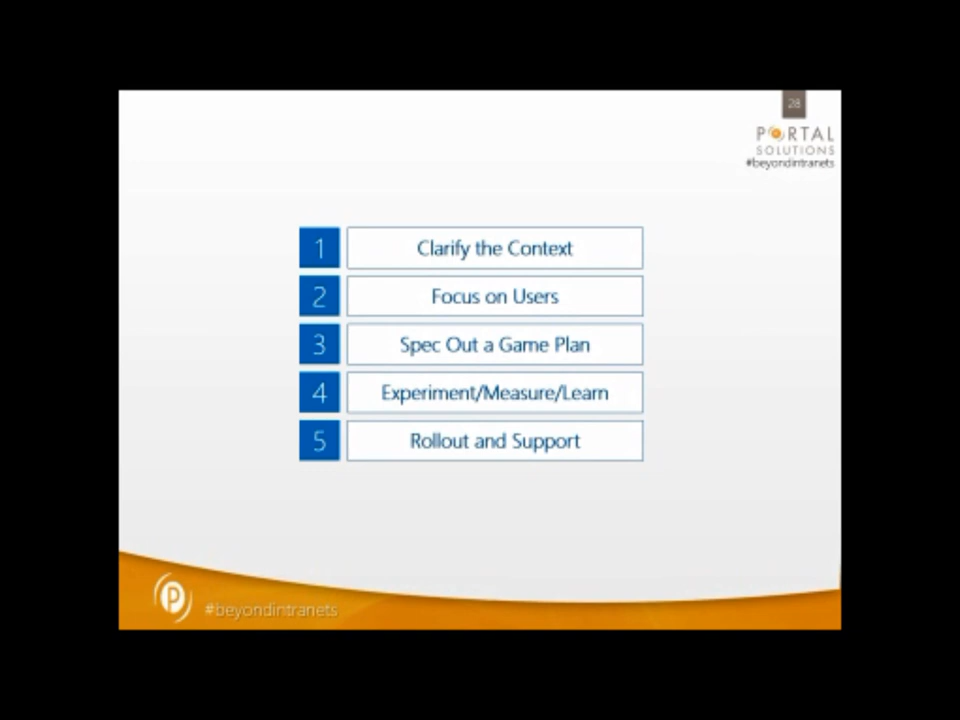 28
PORTAL
SOLUTIONS
#beyondintranets
1 Clarify the Context
2 Focus on Users
3 Spec Out a Game Plan
4 Experiment/Measure/Learn
5 Rollout and Support
P #beyondintranets